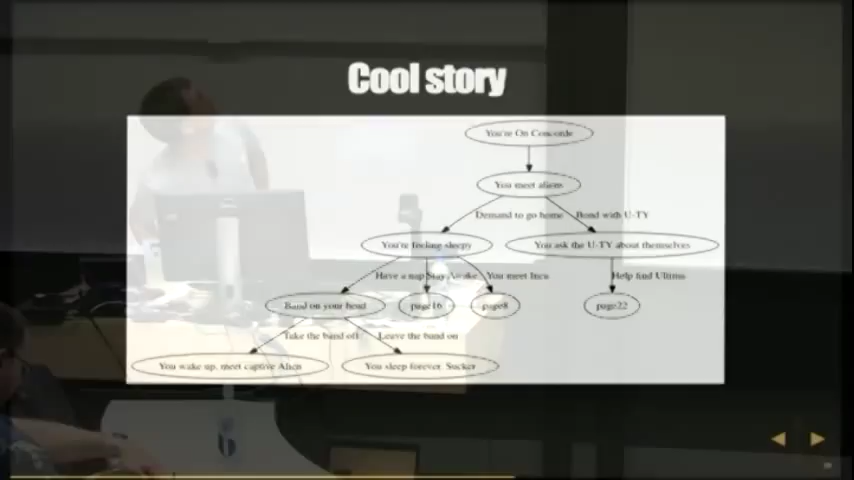 Cool story
You're On Concorde
You meet aliens
Demand to go home Bond with U-TY
You're feeling sleepy You ask the U-TY about themselves
Have a nap Stay Awake You meet Incu Help find Ultims
Band on your head page16 page8 page22
Take the band off Leave the band on
You wake up, meet captive Alien You sleep forever. Sucker